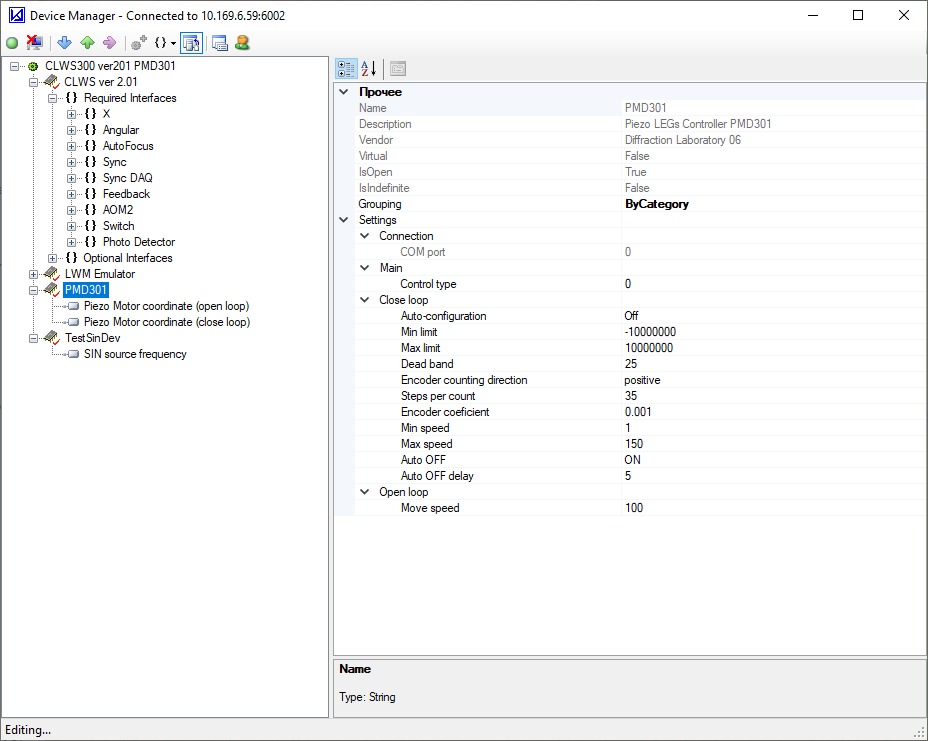 Device Manager - Connected to 10.169.6.59:6002
CLWS300 ver201 PMD301
CLWS ver 2.01
{} Required Interfaces
{} X
{} Angular
{} AutoFocus
{} Sync
{} Sync DAQ
{} Feedback
{} AOM2
{} Switch
{} Photo Detector
{} Optional Interfaces
LWM Emulator
PMD301
Piezo Motor coordinate (open loop)
Piezo Motor coordinate (close loop)
TestSinDev
SIN source frequency
Прочее
Name PMD301
Description Piezo LEGs Controller PMD301
Vendor Diffraction Laboratory 06
Virtual False
IsOpen True
IsIndefinite False
Grouping ByCategory
Settings
Connection
COM port 0
Main
Control type 0
Close loop
Auto-configuration Off
Min limit -10000000
Max limit 10000000
Dead band 25
Encoder counting direction positive
Steps per count 35
Encoder coeficient 0.001
Min speed 1
Max speed 150
Auto OFF ON
Auto OFF delay 5
Open loop
Move speed 100
Name
Type: String
Editing...